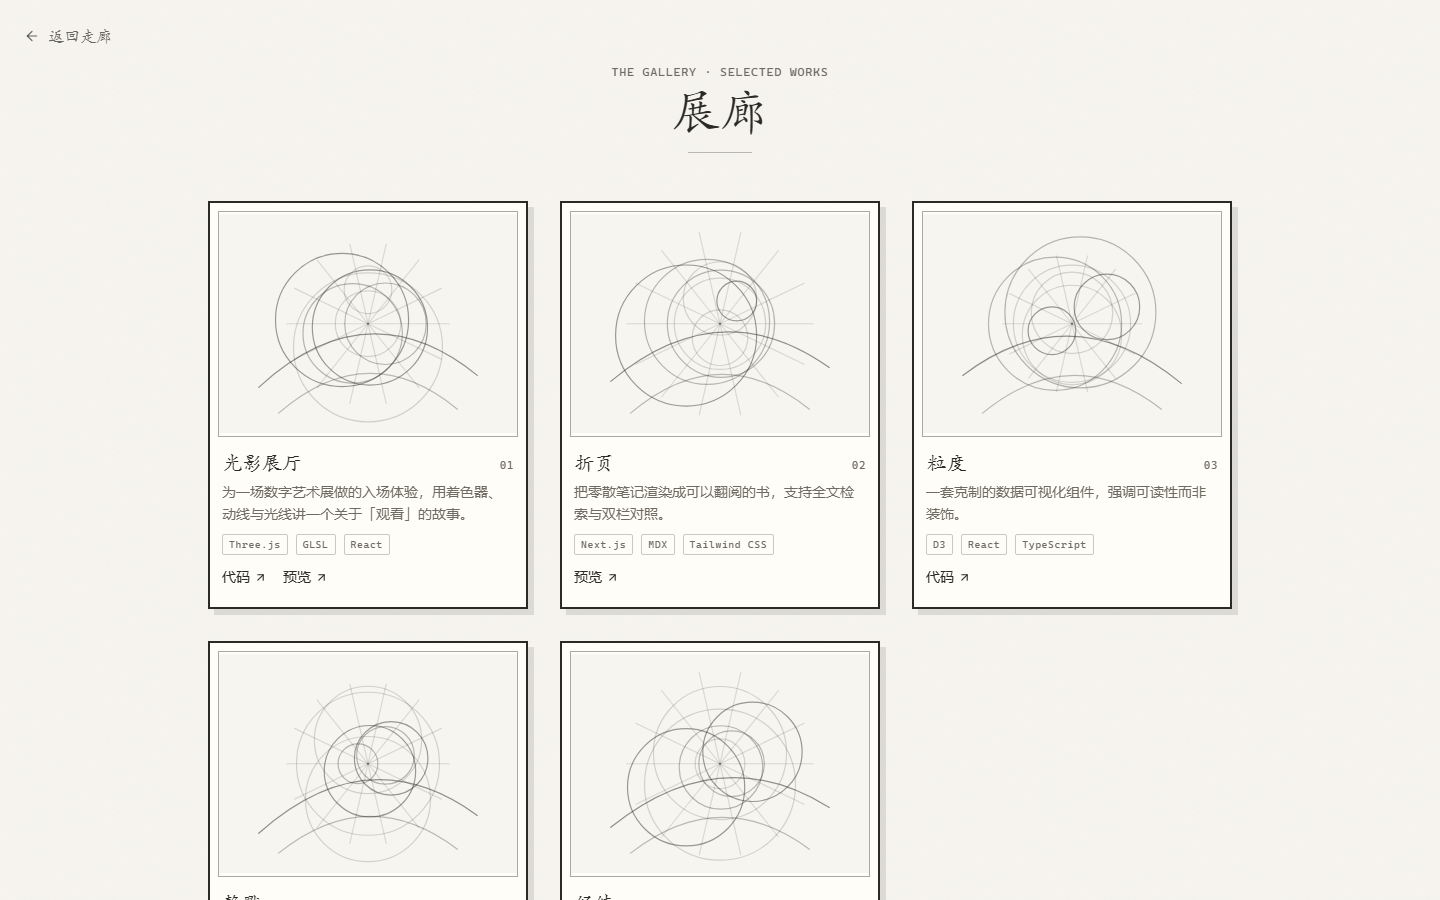 ← 返回走廊
THE GALLERY · SELECTED WORKS
展廊
光影展厅
01
为一场数字艺术展做的入场体验，用着色器、
动线与光线讲一个关于「观看」的故事。
Three.js GLSL React
代码 ↗ 预览 ↗
折页
02
把零散笔记渲染成可以翻阅的书，支持全文检
索与双栏对照。
Next.js MDX Tailwind CSS
预览 ↗
粒度
03
一套克制的数据可视化组件，强调可读性而非
装饰。
D3 React TypeScript
代码 ↗